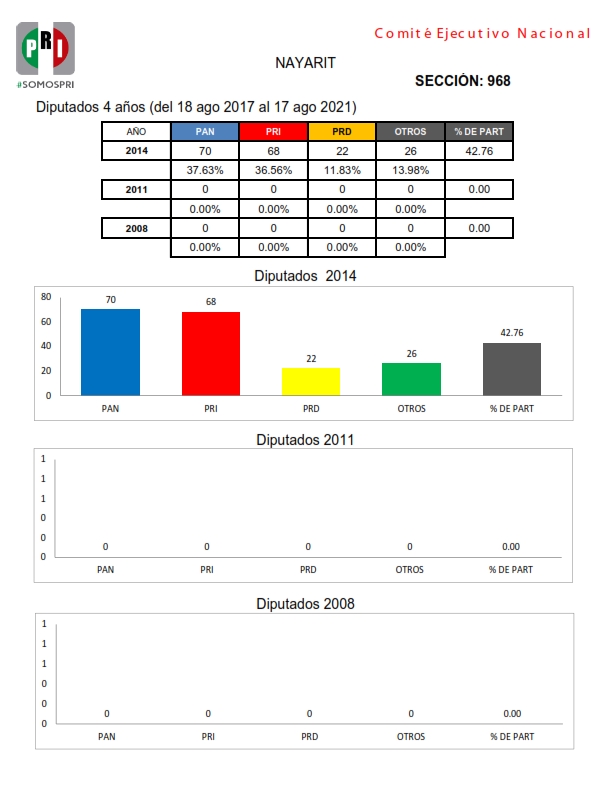 Comité Ejecutivo Nacional
PRI
#SOMOSPRI
NAYARIT
SECCIÓN: 968
Diputados 4 años (del 18 ago 2017 al 17 ago 2021)
AÑO PAN PRI PRD OTROS % DE PART
2014 70 68 22 26 42.76
37.63% 36.56% 11.83% 13.98%
2011 0 0 0 0 0.00
0.00% 0.00% 0.00% 0.00%
2008 0 0 0 0 0.00
0.00% 0.00% 0.00% 0.00%
Diputados 2014
80
60
40
20
0
70 68 22 26 42.76
PAN PRI PRD OTROS % DE PART
Diputados 2011
1
1
1
0
0
0
0 0 0 0 0.00
PAN PRI PRD OTROS % DE PART
Diputados 2008
1
1
1
0
0
0
0 0 0 0 0.00
PAN PRI PRD OTROS % DE PART